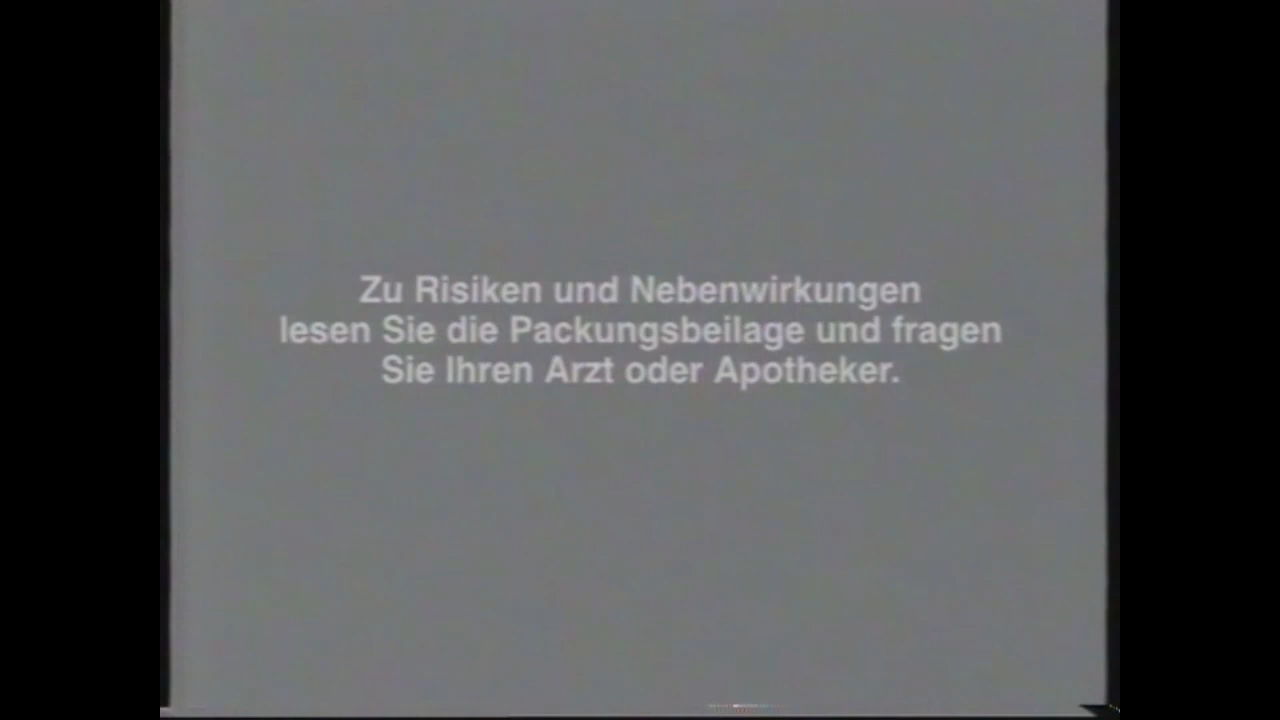 Zu Risiken und Nebenwirkungen
lesen Sie die Packungsbeilage und fragen
Sie Ihren Arzt oder Apotheker.